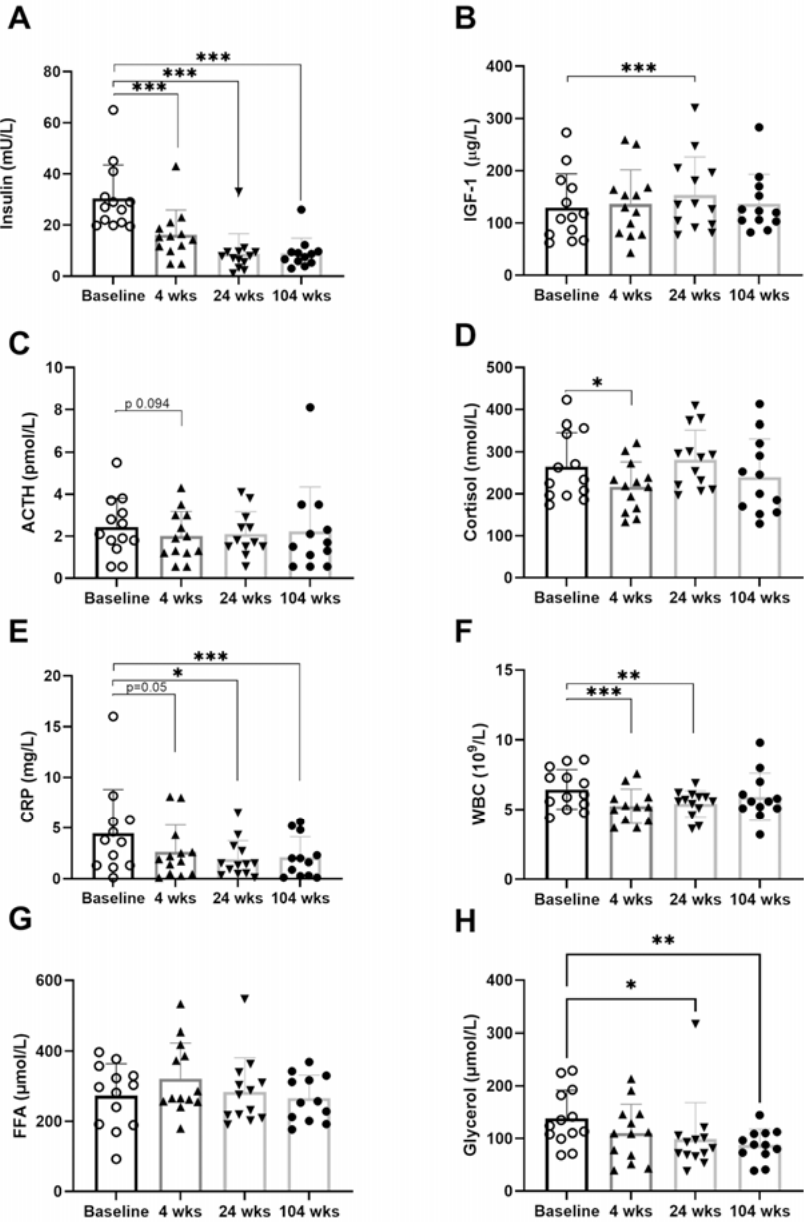 A
Insulin (mU/L)
80
60
40
20
0
***
***
***
Baseline 4 wks 24 wks 104 wks
B
IGF-1 (µg/L)
400
300
200
100
0
***
Baseline 4 wks 24 wks 104 wks
C
ACTH (pmol/L)
10
8
6
4
2
0
p 0.094
Baseline 4 wks 24 wks 104 wks
D
Cortisol (nmol/L)
500
400
300
200
100
0
*
Baseline 4 wks 24 wks 104 wks
E
CRP (mg/L)
20
15
10
5
0
***
*
p=0.05
Baseline 4 wks 24 wks 104 wks
F
WBC (10⁹/L)
15
10
5
0
**
***
Baseline 4 wks 24 wks 104 wks
G
FFA (µmol/L)
600
400
200
0
Baseline 4 wks 24 wks 104 wks
H
Glycerol (µmol/L)
400
300
200
100
0
**
*
Baseline 4 wks 24 wks 104 wks